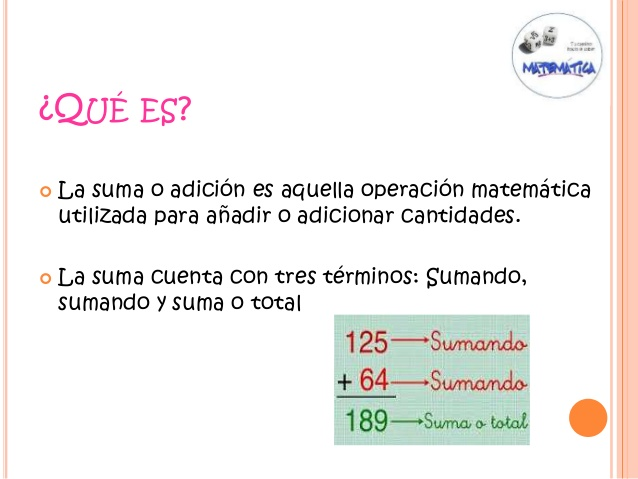 MATEMÁTICA
¿QUÉ ES?
La suma o adición es aquella operación matemática
utilizada para añadir o adicionar cantidades.
La suma cuenta con tres términos: Sumando,
sumando y suma o total
125 → Sumando
+ 64 → Sumando
189 → Suma o total